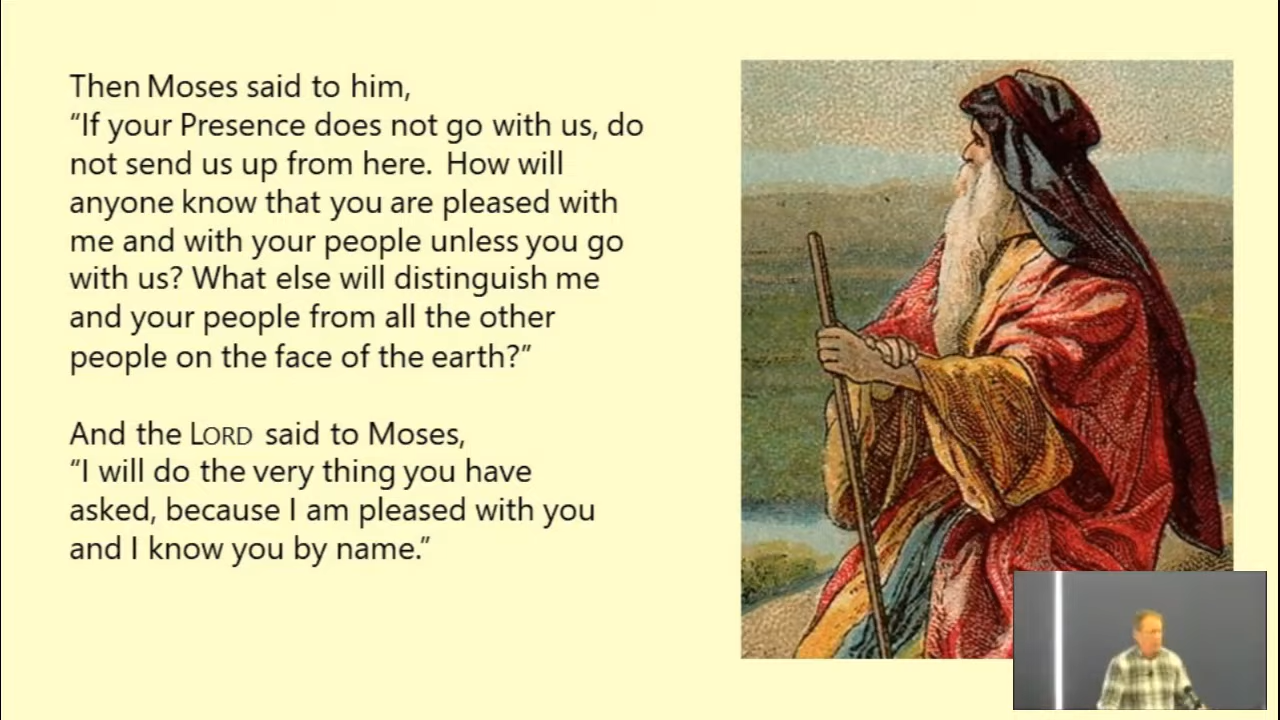 Then Moses said to him,
“If your Presence does not go with us, do
not send us up from here. How will
anyone know that you are pleased with
me and with your people unless you go
with us? What else will distinguish me
and your people from all the other
people on the face of the earth?”
And the LORD said to Moses,
“I will do the very thing you have
asked, because I am pleased with you
and I know you by name.”